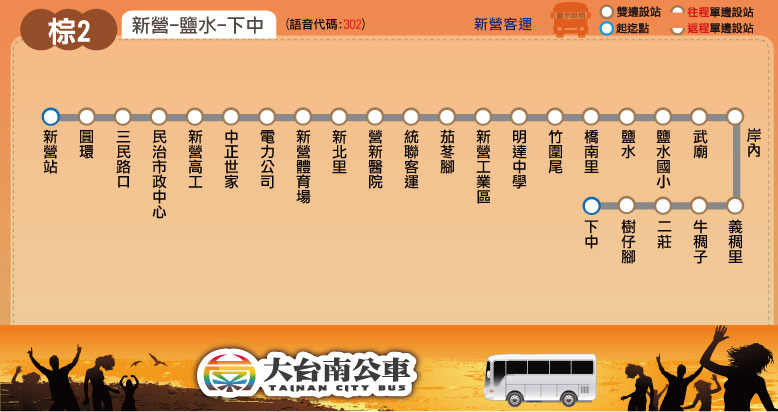 棕2
新營-鹽水-下中
(語音代碼:302)
新營客運
雙邊設站
起迄點
往程單邊設站
返程單邊設站
新營站
圓環
三民路口
民治市政中心
新營高工
中正世家
電力公司
新營體育場
新北里
營新醫院
統聯客運
茄苳腳
新營工業區
明達中學
竹圍尾
橋南里
鹽水
鹽水國小
武廟
岸內
義稠里
牛稠子
二莊
樹仔腳
下中
大台南公車
TAINAN CITY BUS